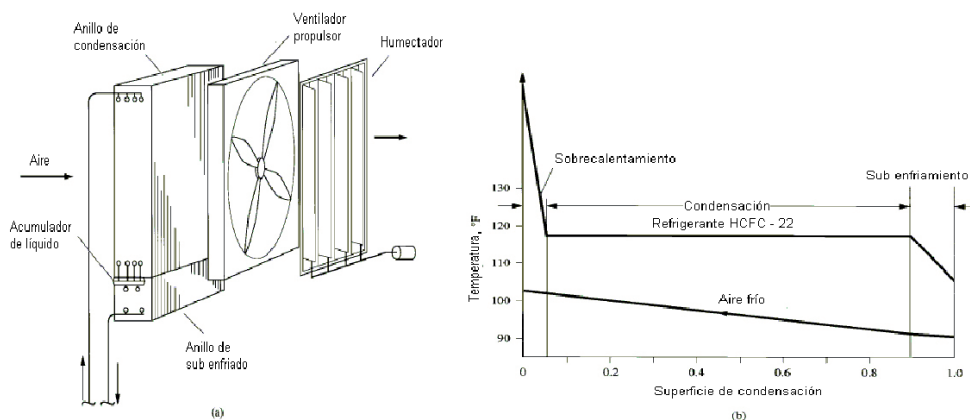 Anillo de
condensación
Ventilador
propulsor
Humectador
Aire
Acumulador
de líquido
Anillo de
sub enfriado
(a)
Temperatura, °F
130
120
110
100
90
Sobrecalentamiento
Sub enfriamiento
Condensación
Refrigerante HCFC - 22
Aire frío
0
0.2
0.4
0.6
0.8
1.0
Superficie de condensación
(b)